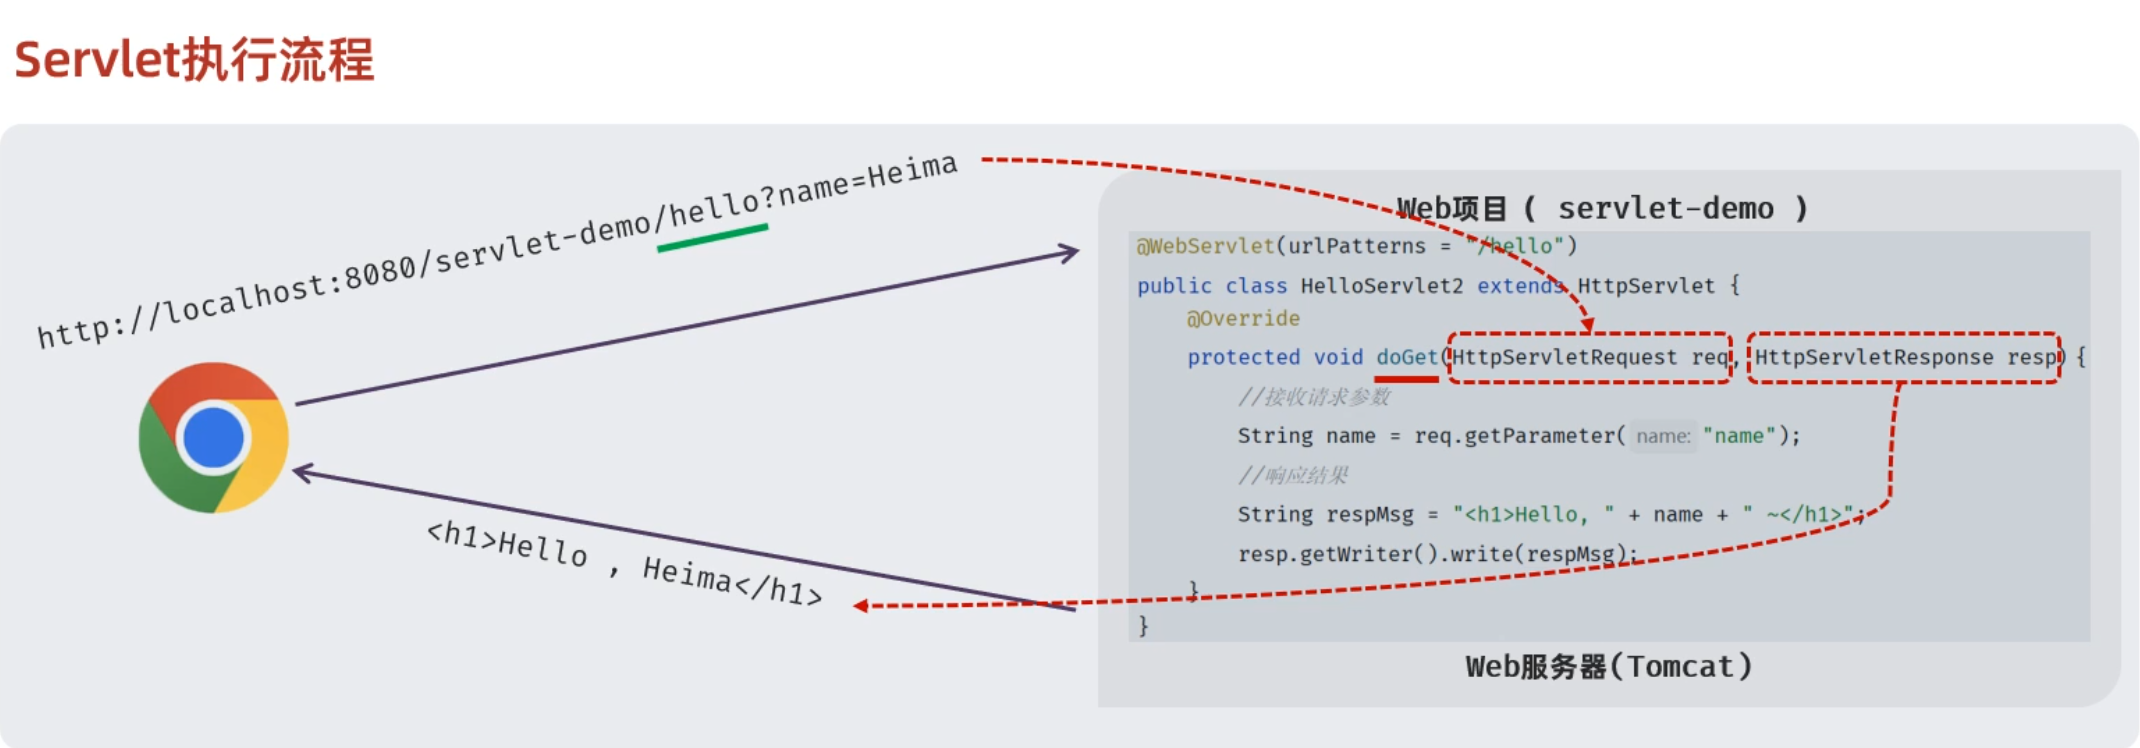 Servlet执行流程
http://localhost:8080/servlet-demo/hello?name=Heima
<h1>Hello , Heima</h1>
Web项目 ( servlet-demo )
@WebServlet(urlPatterns = "/hello")
public class HelloServlet2 extends HttpServlet {
@Override
protected void doGet(HttpServletRequest req, HttpServletResponse resp) {
//接收请求参数
String name = req.getParameter( name: "name");
//响应结果
String respMsg = "<h1>Hello, " + name + " ~</h1>";
resp.getWriter().write(respMsg);
}
}
Web服务器(Tomcat)